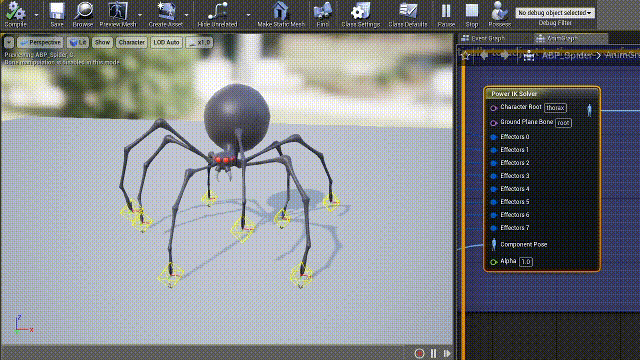 Compile
Save
Browse
Preview Mesh
Create Asset
Hide Unrelated
Make Static Mesh
Find
Class Settings
Class Defaults
Pause
Stop
Possess
No debug object selected
Debug Filter
Perspective
Lit
Show
Character
LOD Auto
x1.0
Previewing ABP_Spider_C.
Bone manipulation is disabled in this mode.
Event Graph
AnimGraph
ABP_Spider
AnimGra
Power IK Solver
Character Root thorax
Ground Plane Bone root
Effectors 0
Effectors 1
Effectors 2
Effectors 3
Effectors 4
Effectors 5
Effectors 6
Effectors 7
Component Pose
Alpha 1.0
Z
X